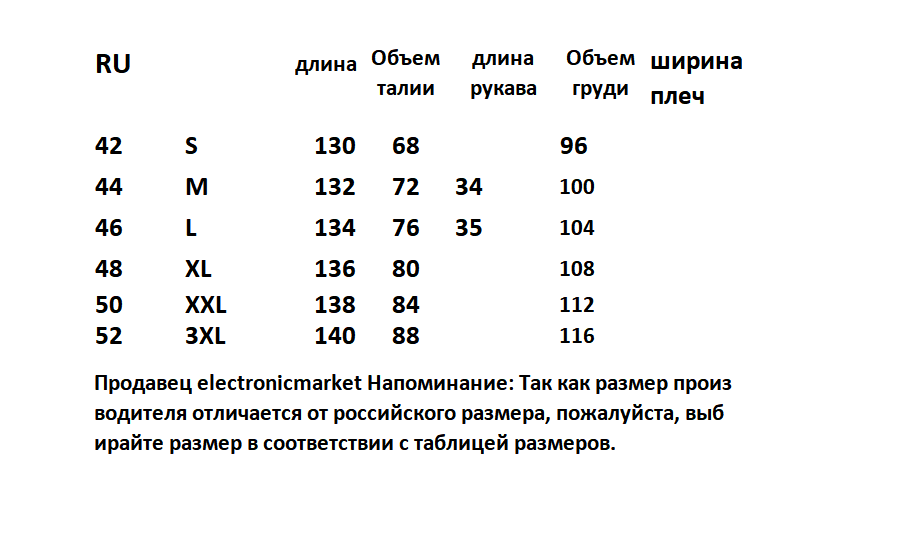 RU длина Объем талии длина рукава Объем груди ширина плеч
42 S 130 68 96
44 M 132 72 34 100
46 L 134 76 35 104
48 XL 136 80 108
50 XXL 138 84 112
52 3XL 140 88 116
Продавец electronicmarket Напоминание: Так как размер произ
водителя отличается от российского размера, пожалуйста, выб
ирайте размер в соответствии с таблицей размеров.